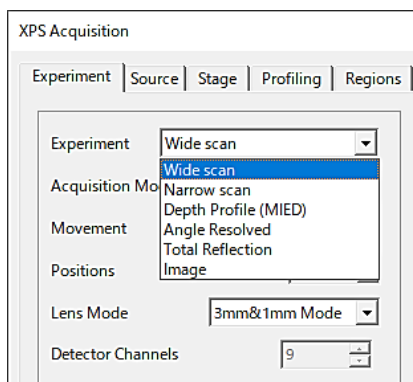 XPS Acquisition
Experiment Source Stage Profiling Regions
Experiment Wide scan
Wide scan
Acquisition Mo
Narrow scan
Depth Profile (MIED)
Movement
Angle Resolved
Total Reflection
Positions
Image
Lens Mode 3mm&1mm Mode
Detector Channels 9